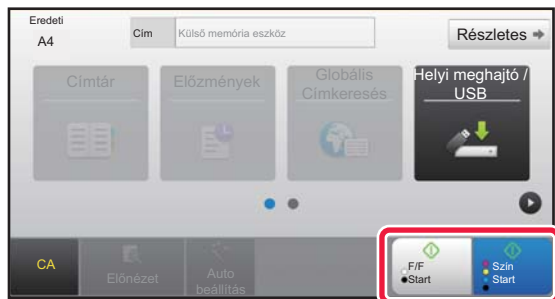 Eredeti
A4
Cím
Külső memória eszköz
Részletes
Címtár
Előzmények
Globális
Címkeresés
Helyi meghajtó /
USB
CA
Előnézet
Auto
beállítás
F/F
Start
Szín
Start